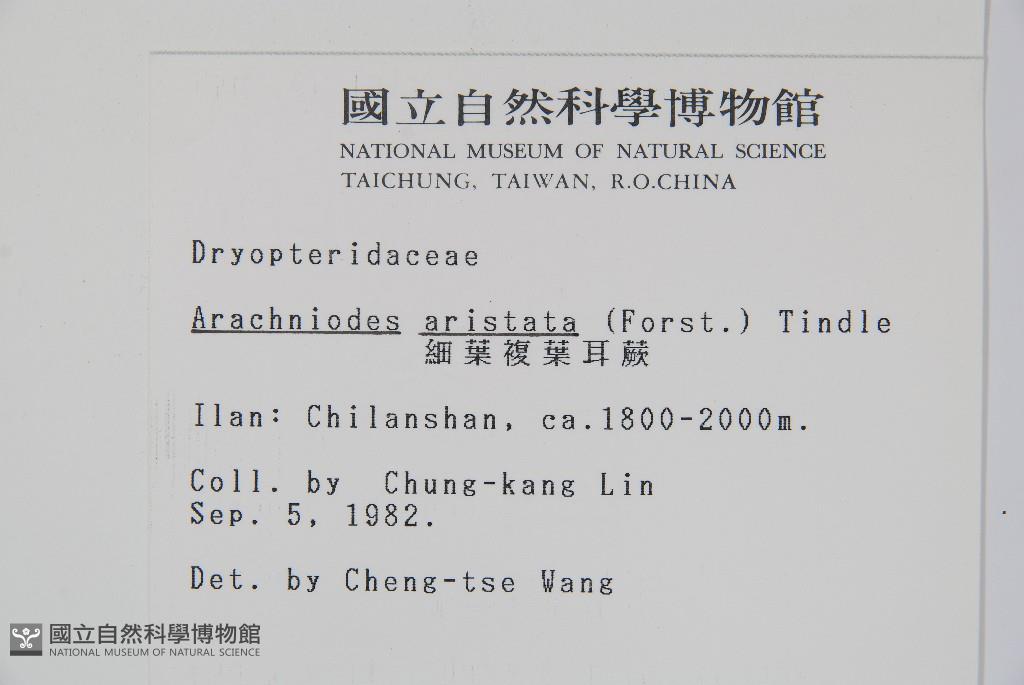 國立自然科學博物館
NATIONAL MUSEUM OF NATURAL SCIENCE
TAICHUNG, TAIWAN, R.O.CHINA
Dryopteridaceae
Arachniodes aristata (Forst.) Tindle
細葉複葉耳蕨
Ilan: Chilanshan, ca.1800-2000m.
Coll. by Chung-kang Lin
Sep. 5, 1982.
Det. by Cheng-tse Wang
國立自然科學博物館
NATIONAL MUSEUM OF NATURAL SCIENCE